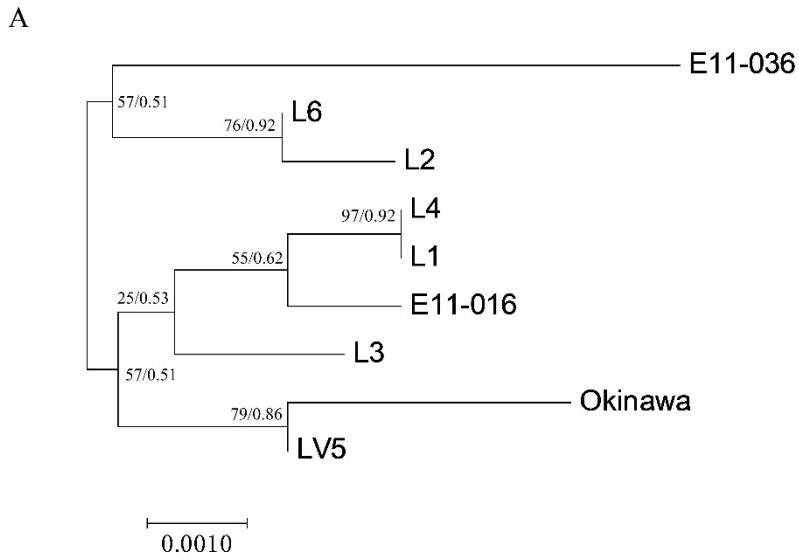 A
E11-036
57/0.51
L6
76/0.92
L2
L4
97/0.92
L1
55/0.62
E11-016
25/0.53
L3
57/0.51
Okinawa
79/0.86
LV5
0.0010